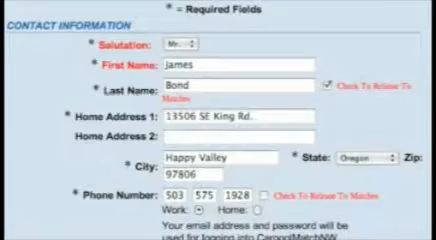 * = Required Fields
CONTACT INFORMATION
* Salutation: Mr.
* First Name: James
* Last Name: Bond Check To Release To Matches
* Home Address 1: 13506 SE King Rd.
Home Address 2:
* City: Happy Valley * State: Oregon Zip:
97806
* Phone Number: 503 575 1928 Check To Release To Matches
Work: Home:
Your email address and password will be
used for logging into CarpoolMatchNW